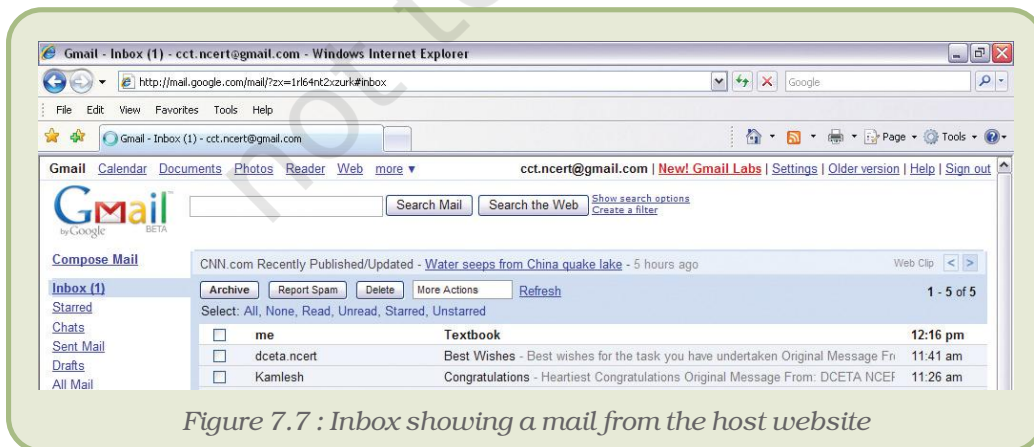 not t
Gmail - Inbox (1) - cct.ncert@gmail.com - Windows Internet Explorer
http://mail.google.com/mail/?zx=1rl64nt2xzurk#inbox
Google
File Edit View Favorites Tools Help
Gmail - Inbox (1) - cct.ncert@gmail.com
Page Tools
Gmail Calendar Documents Photos Reader Web more
cct.ncert@gmail.com | New! Gmail Labs | Settings | Older version | Help | Sign out
Gmail
by Google BETA
Search Mail Search the Web Show search options
Create a filter
Compose Mail
CNN.com Recently Published/Updated - Water seeps from China quake lake - 5 hours ago Web Clip < >
Inbox (1) Archive Report Spam Delete More Actions Refresh 1 - 5 of 5
Starred Select: All, None, Read, Unread, Starred, Unstarred
Chats me Textbook 12:16 pm
Sent Mail dceta.ncert Best Wishes - Best wishes for the task you have undertaken Original Message Fr 11:41 am
Drafts Kamlesh Congratulations - Heartiest Congratulations Original Message From: DCETA NCEF 11:26 am
All Mail
Figure 7.7 : Inbox showing a mail from the host website